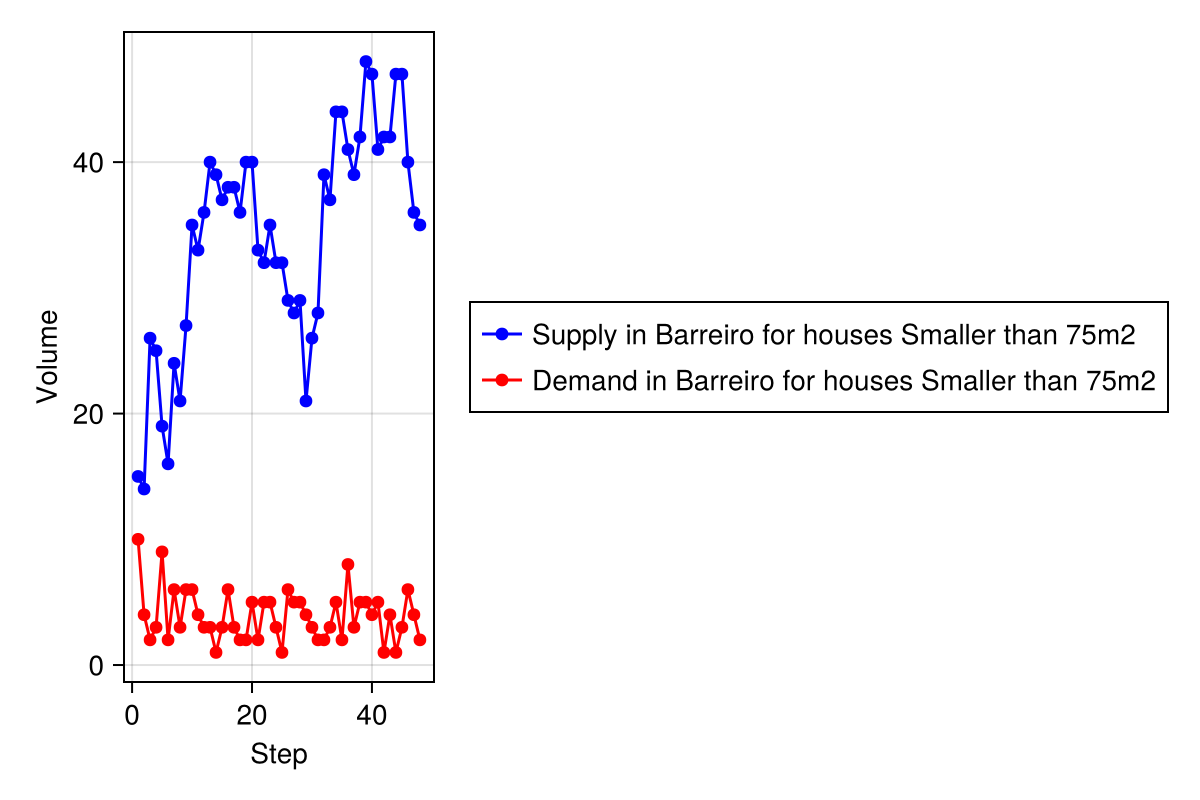 Volume
40
20
0
0 20 40
Step
Supply in Barreiro for houses Smaller than 75m2
Demand in Barreiro for houses Smaller than 75m2